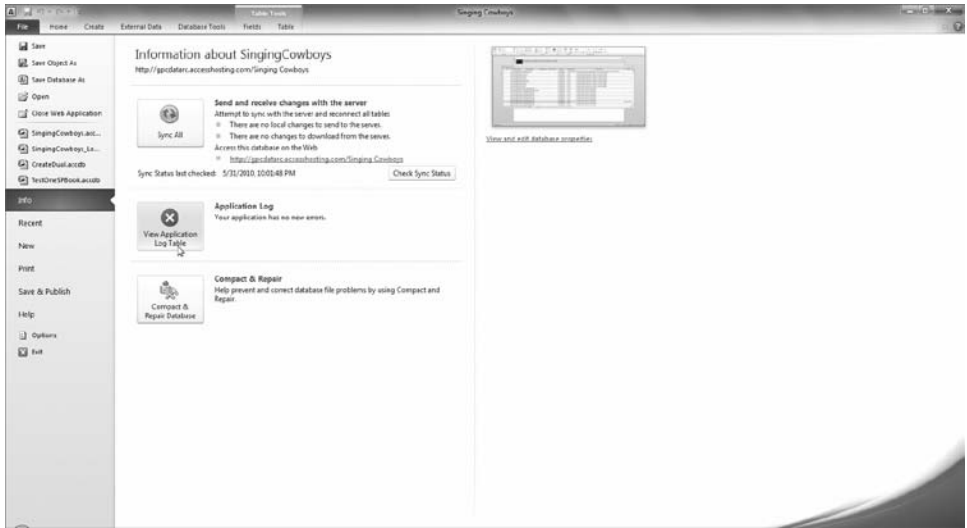 Table Tools
Singing Cowboys
File Home Create External Data Database Tools Fields Table
Save
Save Object As
Save Database As
Open
Close Web Application
SingingCowboys.acc...
SingingCowboys_Le...
CreateDual.accdb
TestOneSPBook.accdb
Info
Recent
New
Print
Save & Publish
Help
Options
Exit
Information about SingingCowboys
http://gpcdatarc.accesshosting.com/Singing Cowboys
Sync All
Send and receive changes with the server
Attempt to sync with the server and reconnect all tables
There are no local changes to send to the server.
There are no changes to download from the server.
Access this database on the Web
http://gpcdatarc.accesshosting.com/Singing Cowboys
Sync Status last checked: 5/31/2010, 10:01:48 PM
Check Sync Status
View Application
Log Table
Application Log
Your application has no new errors.
Compact &
Repair Database
Compact & Repair
Help prevent and correct database file problems by using Compact and
Repair.
View and edit database properties